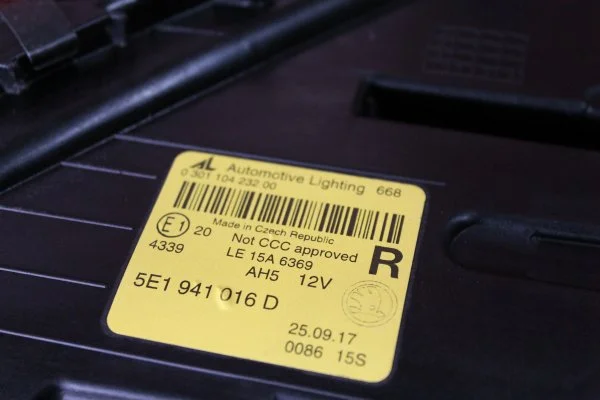 AL Automotive Lighting 668
0 301 104 232.00
Made in Czech Republic
E1 20 Not CCC approved R
4339 LE 15A 6369
AH5 12V
5E1 941 016 D
25.09.17
0086 15S